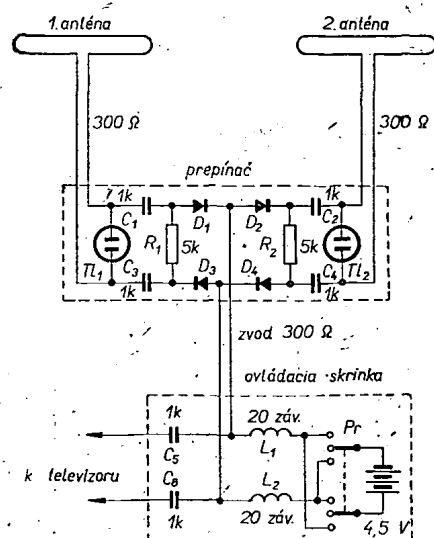 1. anténa
2. anténa
300 Ω
300 Ω
prepínač
1k
1k
C1
D1
D2
C2
R1
5k
R2
5k
Tl1
C3
D3
D4
C4
Tl2
1k
1k
zvod 300 Ω
ovládacia skrinka
1k
20 záv.
Pr
C5
L1
k televízoru
C8
L2
1k
20 záv.
4,5 V